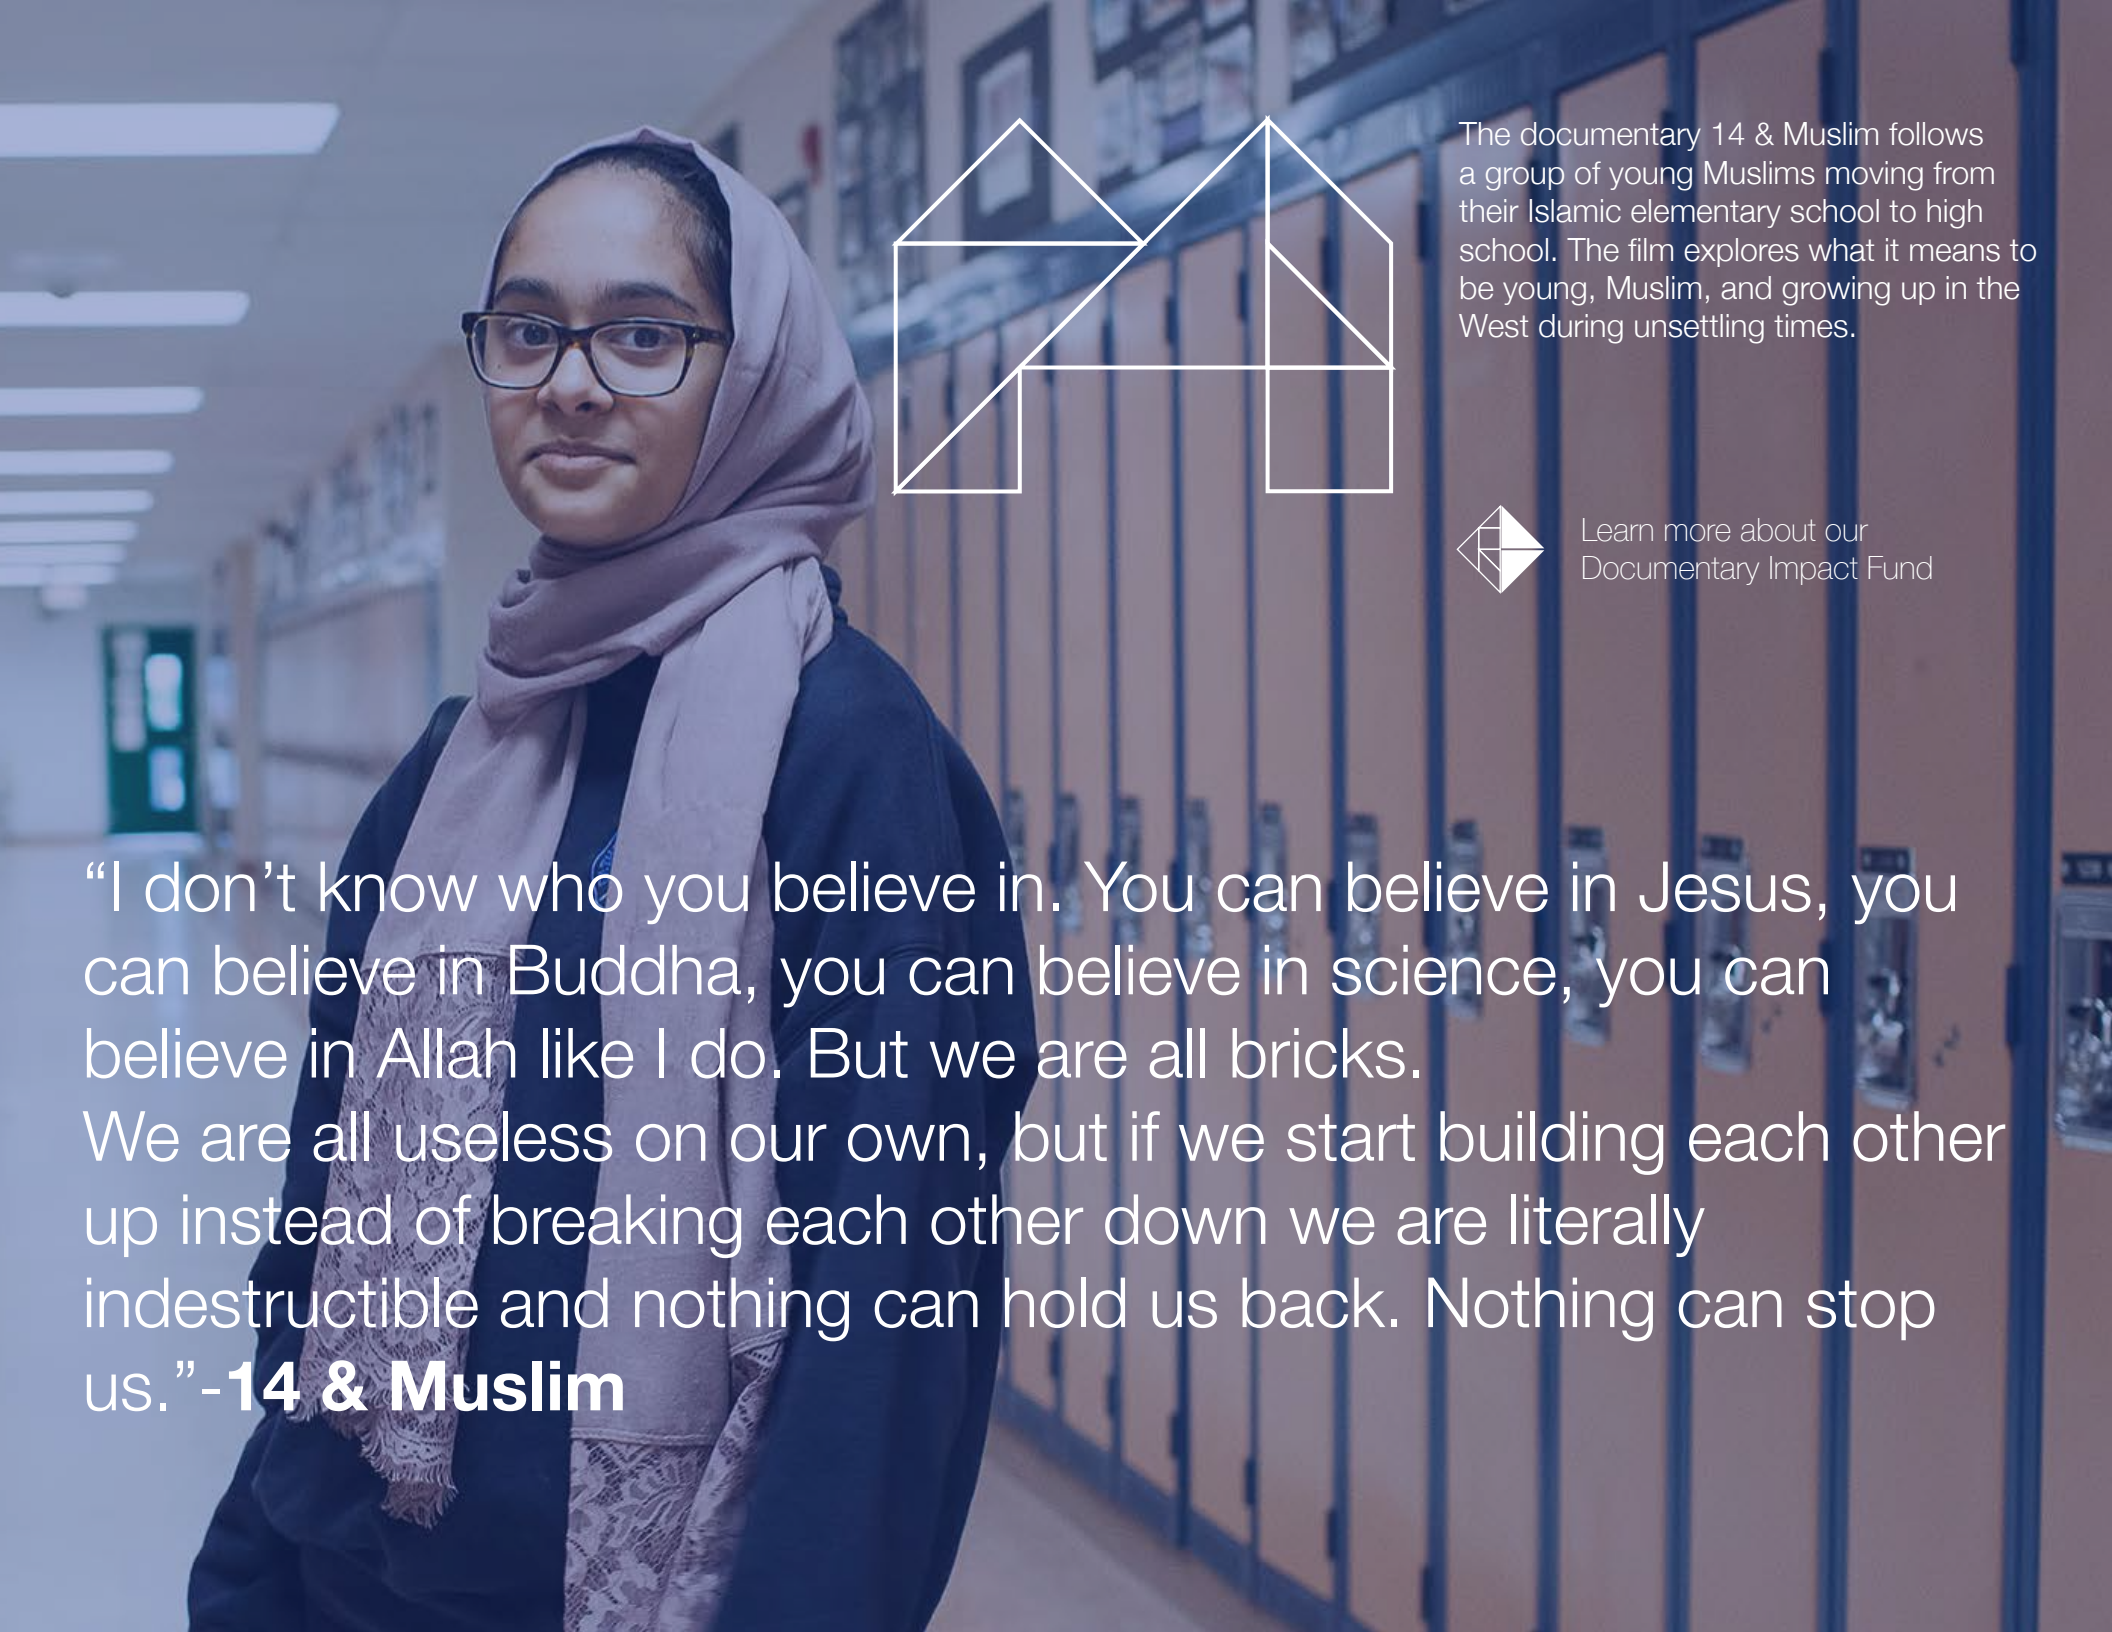 The documentary 14 & Muslim follows
a group of young Muslims moving from
their Islamic elementary school to high
school. The film explores what it means to
be young, Muslim, and growing up in the
West during unsettling times.
Learn more about our
Documentary Impact Fund
“I don’t know who you believe in. You can believe in Jesus, you
can believe in Buddha, you can believe in science, you can
believe in Allah like I do. But we are all bricks.
We are all useless on our own, but if we start building each other
up instead of breaking each other down we are literally
indestructible and nothing can hold us back. Nothing can stop
us.”-14 & Muslim